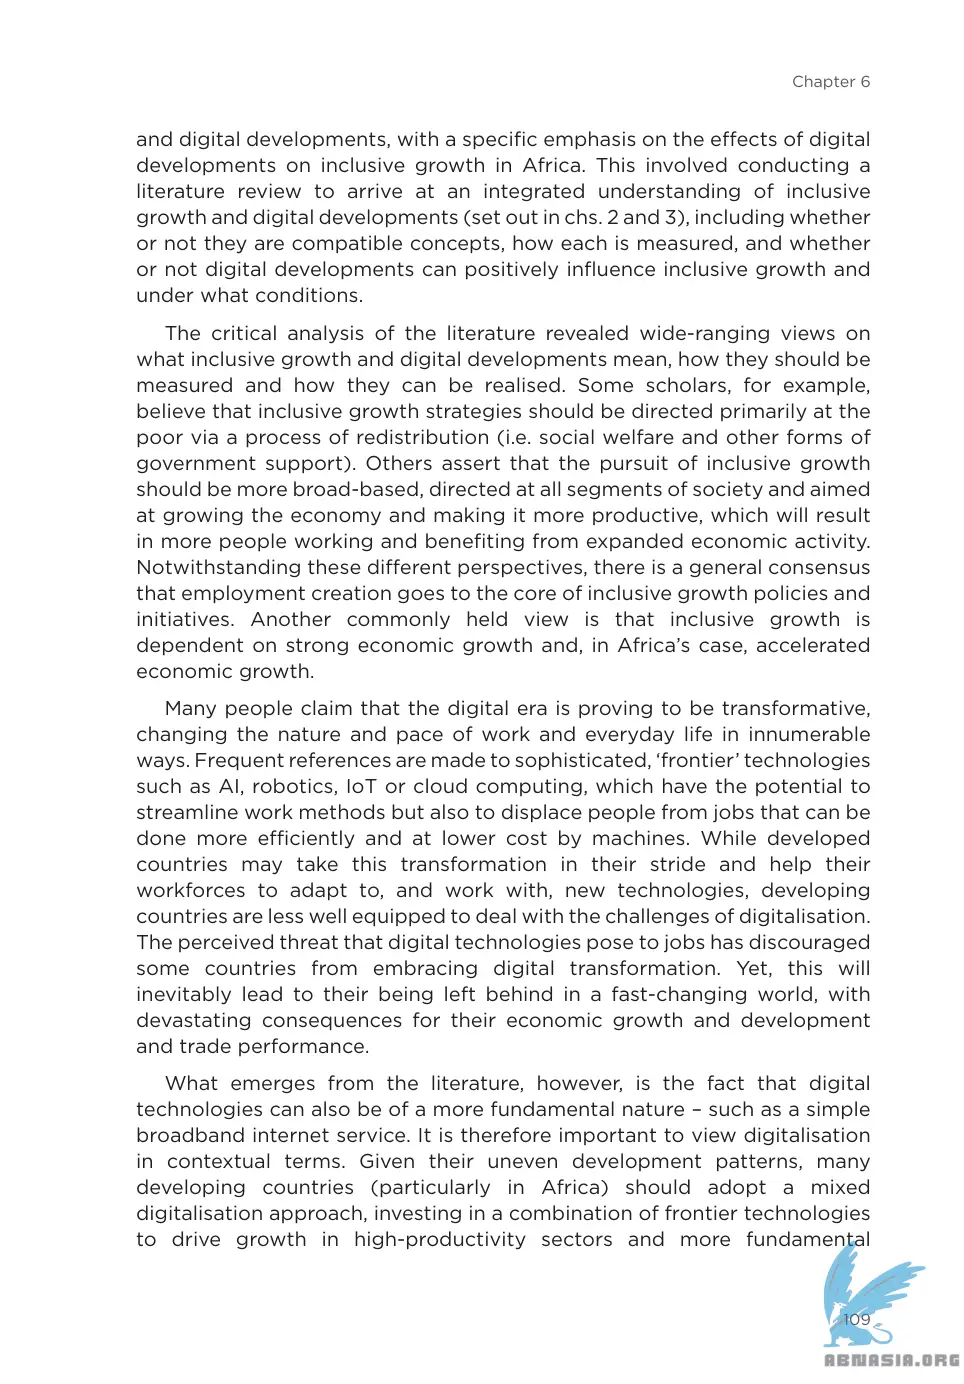 Chapter 6
and digital developments, with a specific emphasis on the effects of digital
developments on inclusive growth in Africa. This involved conducting a
literature review to arrive at an integrated understanding of inclusive
growth and digital developments (set out in chs. 2 and 3), including whether
or not they are compatible concepts, how each is measured, and whether
or not digital developments can positively influence inclusive growth and
under what conditions.
The critical analysis of the literature revealed wide-ranging views on
what inclusive growth and digital developments mean, how they should be
measured and how they can be realised. Some scholars, for example,
believe that inclusive growth strategies should be directed primarily at the
poor via a process of redistribution (i.e. social welfare and other forms of
government support). Others assert that the pursuit of inclusive growth
should be more broad-based, directed at all segments of society and aimed
at growing the economy and making it more productive, which will result
in more people working and benefiting from expanded economic activity.
Notwithstanding these different perspectives, there is a general consensus
that employment creation goes to the core of inclusive growth policies and
initiatives. Another commonly held view is that inclusive growth is
dependent on strong economic growth and, in Africa’s case, accelerated
economic growth.
Many people claim that the digital era is proving to be transformative,
changing the nature and pace of work and everyday life in innumerable
ways. Frequent references are made to sophisticated, ‘frontier’ technologies
such as AI, robotics, IoT or cloud computing, which have the potential to
streamline work methods but also to displace people from jobs that can be
done more efficiently and at lower cost by machines. While developed
countries may take this transformation in their stride and help their
workforces to adapt to, and work with, new technologies, developing
countries are less well equipped to deal with the challenges of digitalisation.
The perceived threat that digital technologies pose to jobs has discouraged
some countries from embracing digital transformation. Yet, this will
inevitably lead to their being left behind in a fast-changing world, with
devastating consequences for their economic growth and development
and trade performance.
What emerges from the literature, however, is the fact that digital
technologies can also be of a more fundamental nature – such as a simple
broadband internet service. It is therefore important to view digitalisation
in contextual terms. Given their uneven development patterns, many
developing countries (particularly in Africa) should adopt a mixed
digitalisation approach, investing in a combination of frontier technologies
to drive growth in high-productivity sectors and more fundamental
109
ABNASIA.ORG